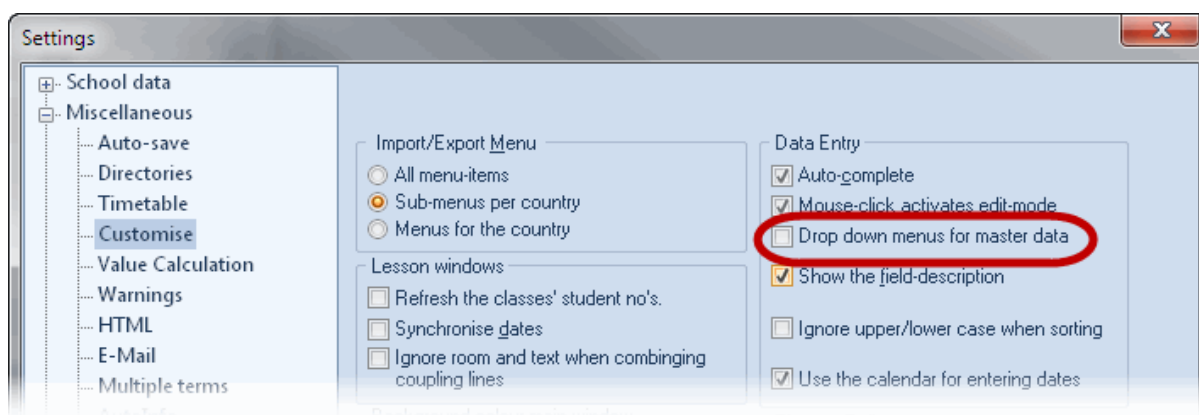 Settings
School data
Miscellaneous
Auto-save
Directories
Timetable
Customise
Value Calculation
Warnings
HTML
E-Mail
Multiple terms
Import/Export Menu
All menu-items
Sub-menus per country
Menus for the country
Lesson windows
Refresh the classes' student no's.
Synchronise dates
Ignore room and text when combinging
coupling lines
Data Entry
Auto-complete
Mouse-click activates edit-mode
Drop down menus for master data
Show the field-description
Ignore upper/lower case when sorting
Use the calendar for entering dates